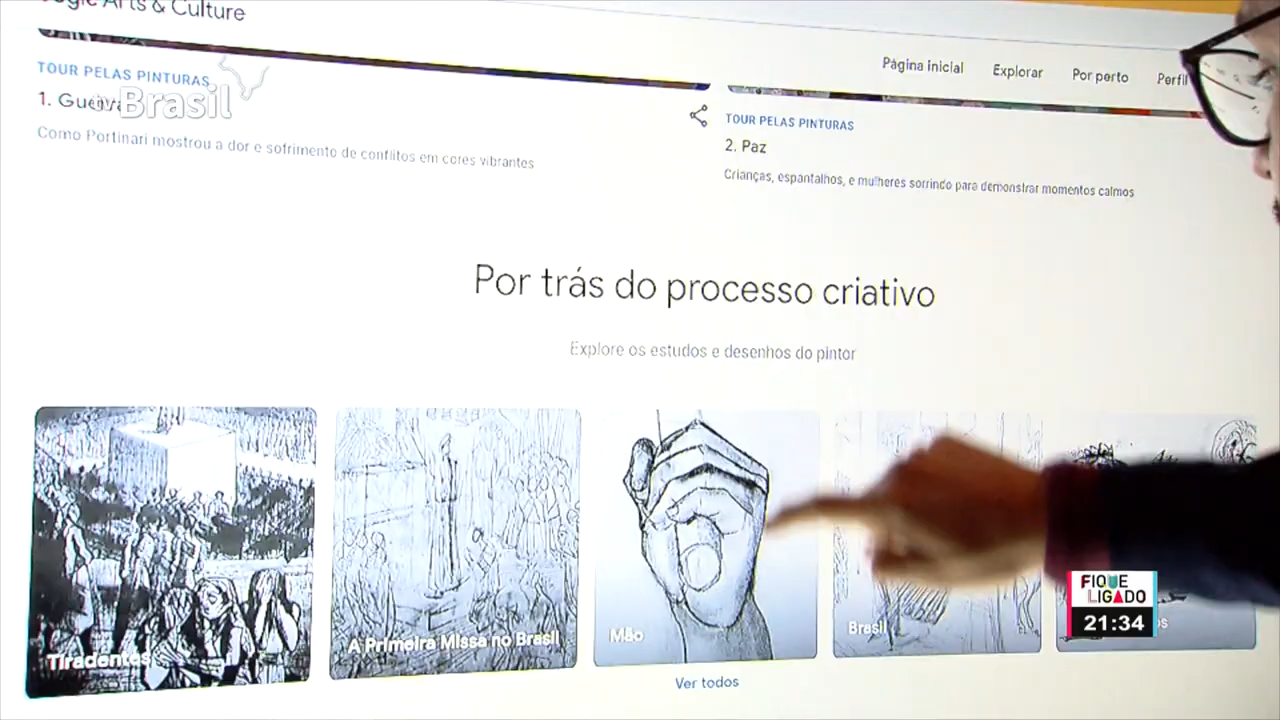 Arts & Culture
Página inicial
Explorar
Por perto
Perfil
TOUR PELAS PINTURAS
1. Guerra
Brasil
Como Portinari mostrou a dor e sofrimento de conflitos em cores vibrantes
TOUR PELAS PINTURAS
2. Paz
Crianças, espantalhos, e mulheres sorrindo para demonstrar momentos calmos
Por trás do processo criativo
Explore os estudos e desenhos do pintor
Tiradentes
A Primeira Missa no Brasil
Mão
Brasil
FIQUE
LIGADO
21:34
Ver todos